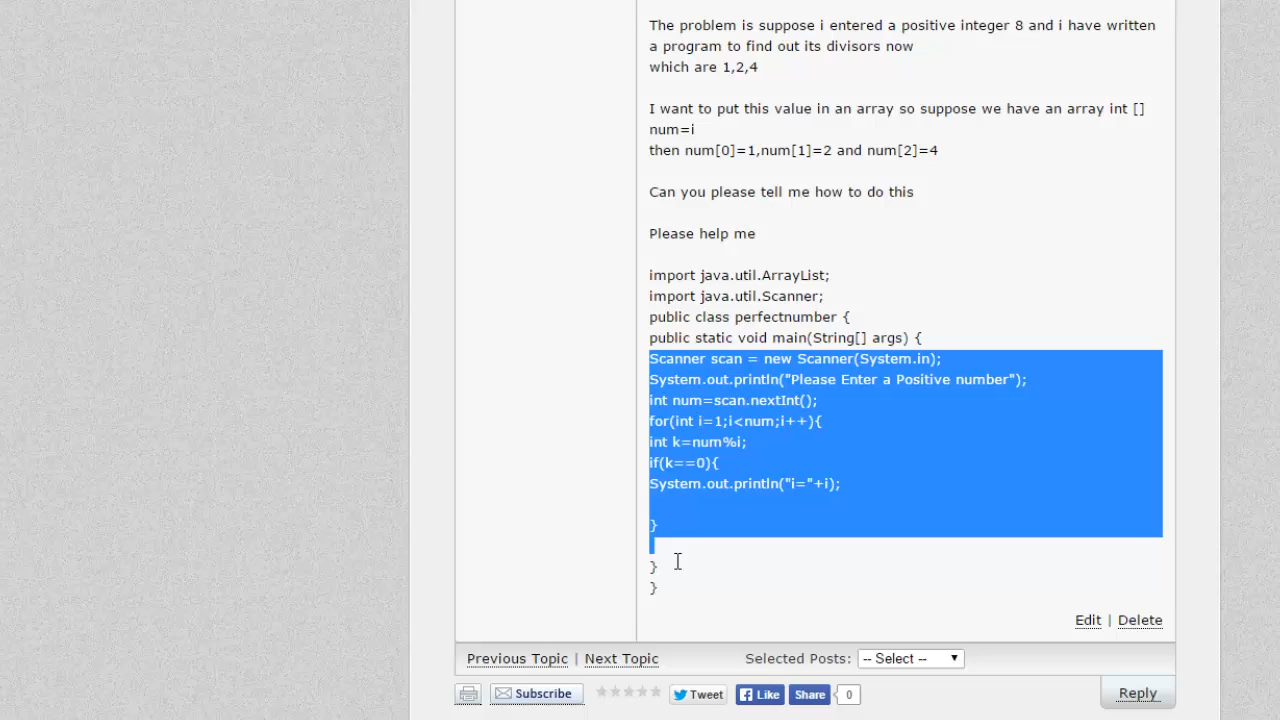 The problem is suppose i entered a positive integer 8 and i have written
a program to find out its divisors now
which are 1,2,4
I want to put this value in an array so suppose we have an array int []
num=i
then num[0]=1,num[1]=2 and num[2]=4
Can you please tell me how to do this
Please help me
import java.util.ArrayList;
import java.util.Scanner;
public class perfectnumber {
public static void main(String[] args) {
Scanner scan = new Scanner(System.in);
System.out.println("Please Enter a Positive number");
int num=scan.nextInt();
for(int i=1;i<num;i++){
int k=num%i;
if(k==0){
System.out.println("i="+i);
}
}
}
Edit | Delete
Previous Topic | Next Topic Selected Posts: -- Select --
Subscribe Tweet Like Share 0 Reply